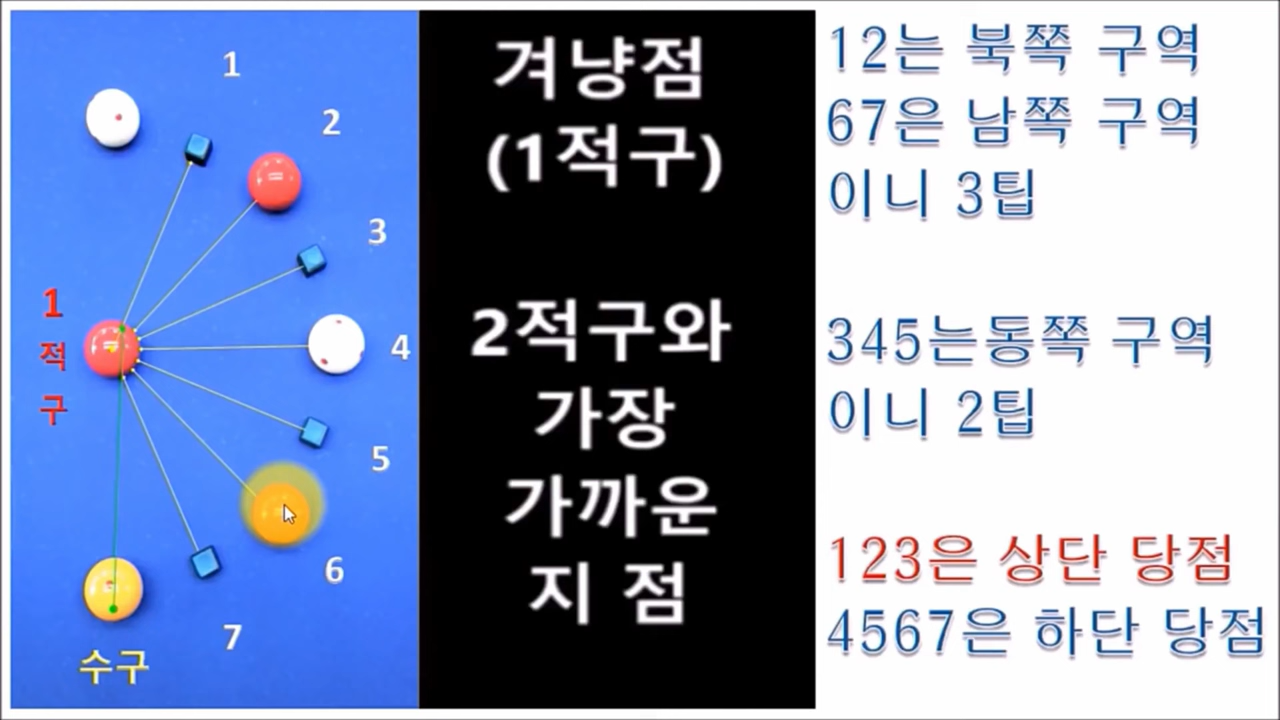 1
2
3
4
5
6
7
1
적
구
수구
겨냥점
(1적구)
2적구와
가장
가까운
지 점
12는 북쪽 구역
67은 남쪽 구역
이니 3팁
345는동쪽 구역
이니 2팁
123은 상단 당점
4567은 하단 당점